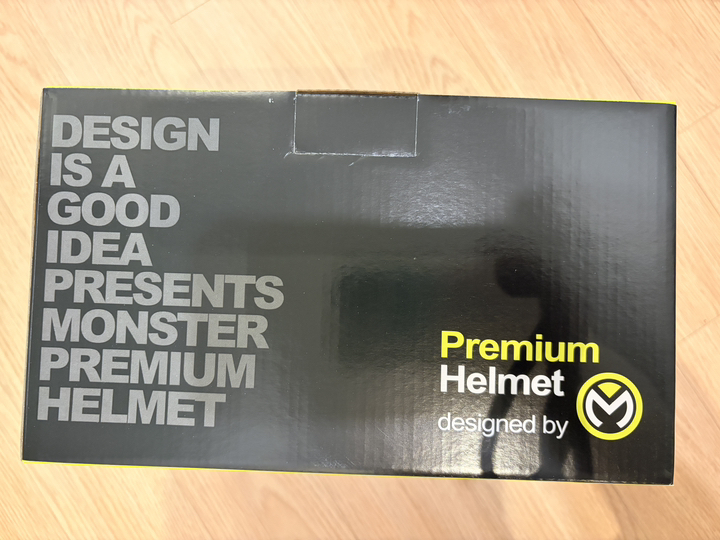 DESIGN
IS A
GOOD
IDEA
PRESENTS
MONSTER
PREMIUM
HELMET
Premium
Helmet
designed by M